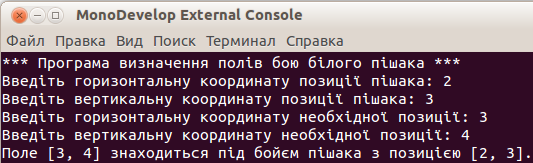 MonoDevelop External Console
Файл Правка Вид Поиск Терминал Справка
*** Програма визначення полів бою білого пішака ***
Введіть горизонтальну координату позиції пішака: 2
Введіть вертикальну координату позиції пішака: 3
Введіть горизонтальну координату необхідної позиції: 3
Введіть вертикальну координату необхідної позиції: 4
Поле [3, 4] знаходиться під бойєм пішака з позицією [2, 3].